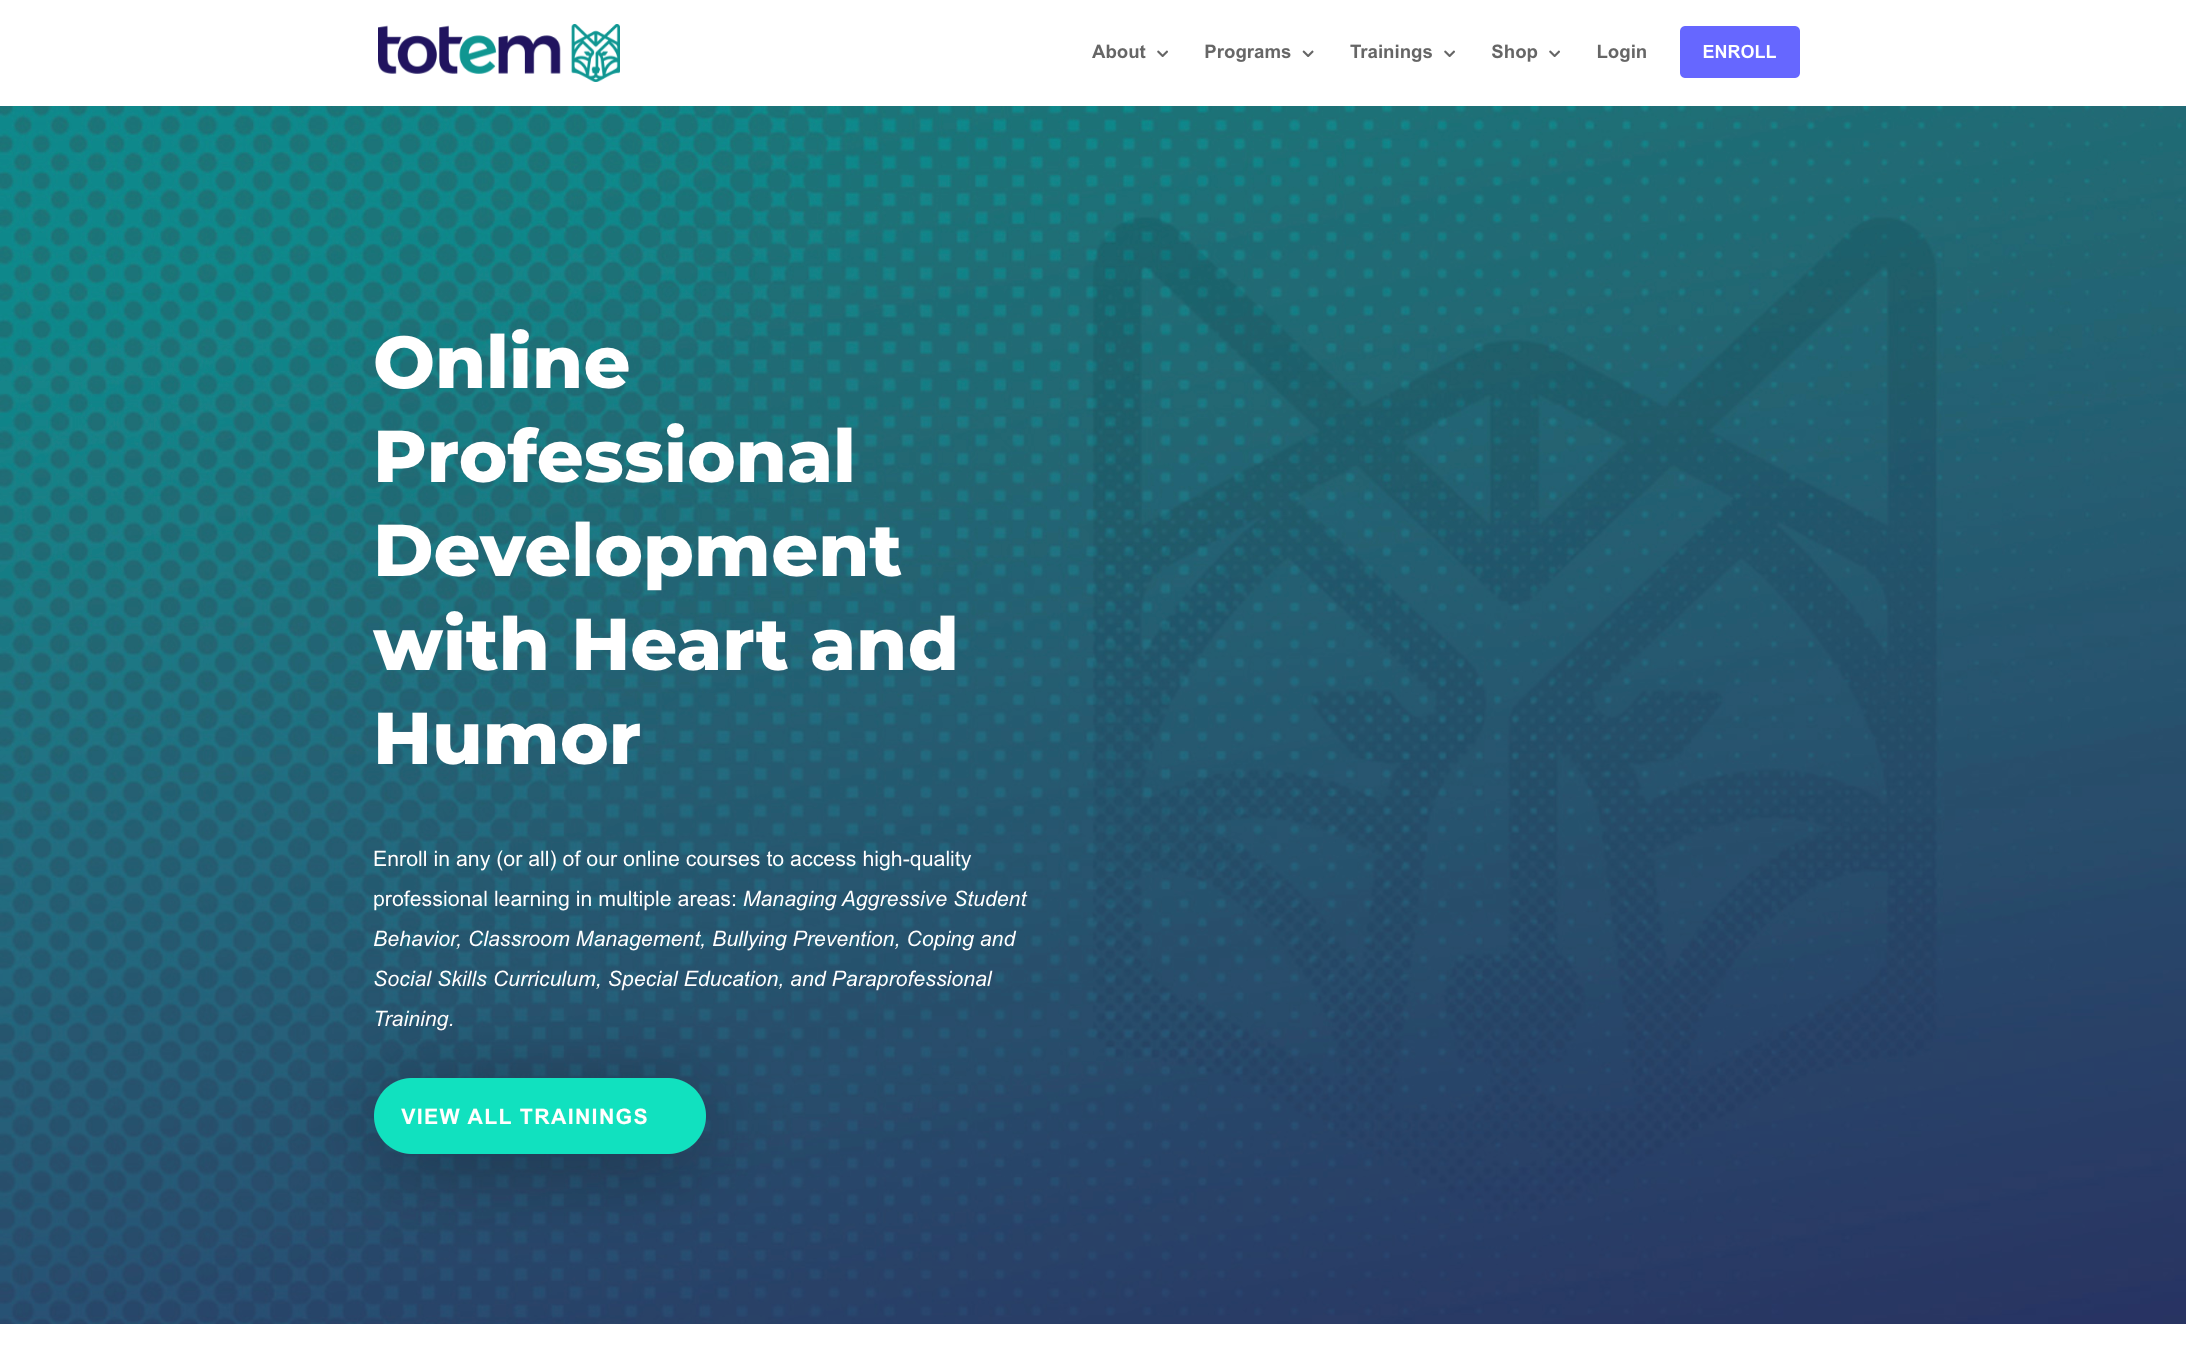 totem
About
Programs
Trainings
Shop
Login
ENROLL
Online
Professional
Development
with Heart and
Humor
Enroll in any (or all) of our online courses to access high-quality
professional learning in multiple areas: Managing Aggressive Student
Behavior, Classroom Management, Bullying Prevention, Coping and
Social Skills Curriculum, Special Education, and Paraprofessional
Training.
VIEW ALL TRAININGS